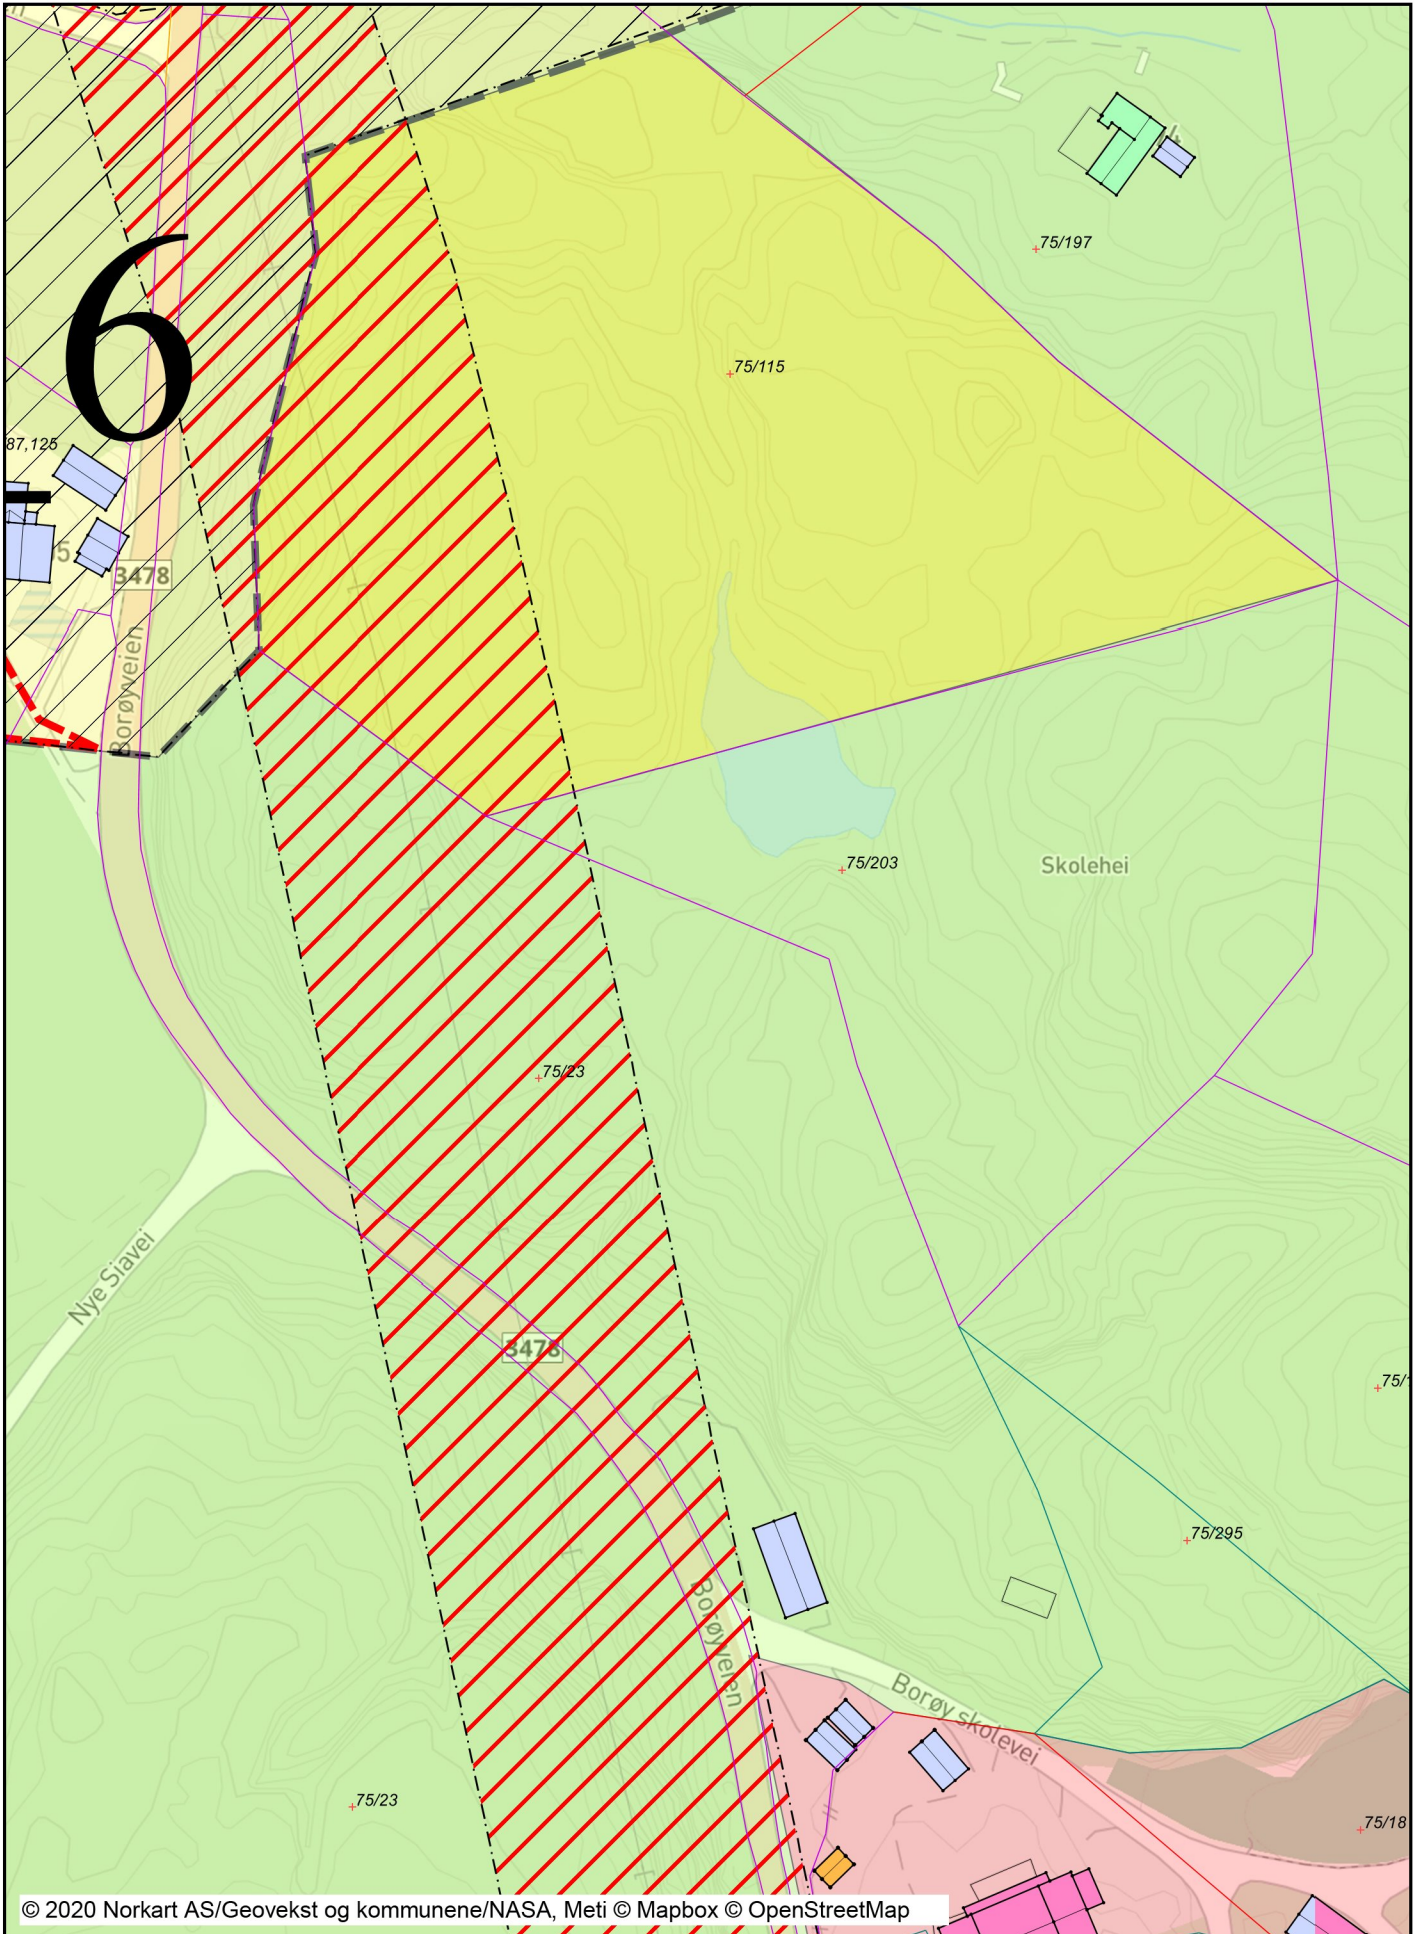 75/197
6
75/115
87,125
5
3478
Borøyveien
75/203
Skolehei
75/23
Nye Siavei
3478
75/295
Borøyveien
Borøy skolevei
75/23
75/18
© 2020 Norkart AS/Geovekst og kommunene/NASA, Meti © Mapbox © OpenStreetMap